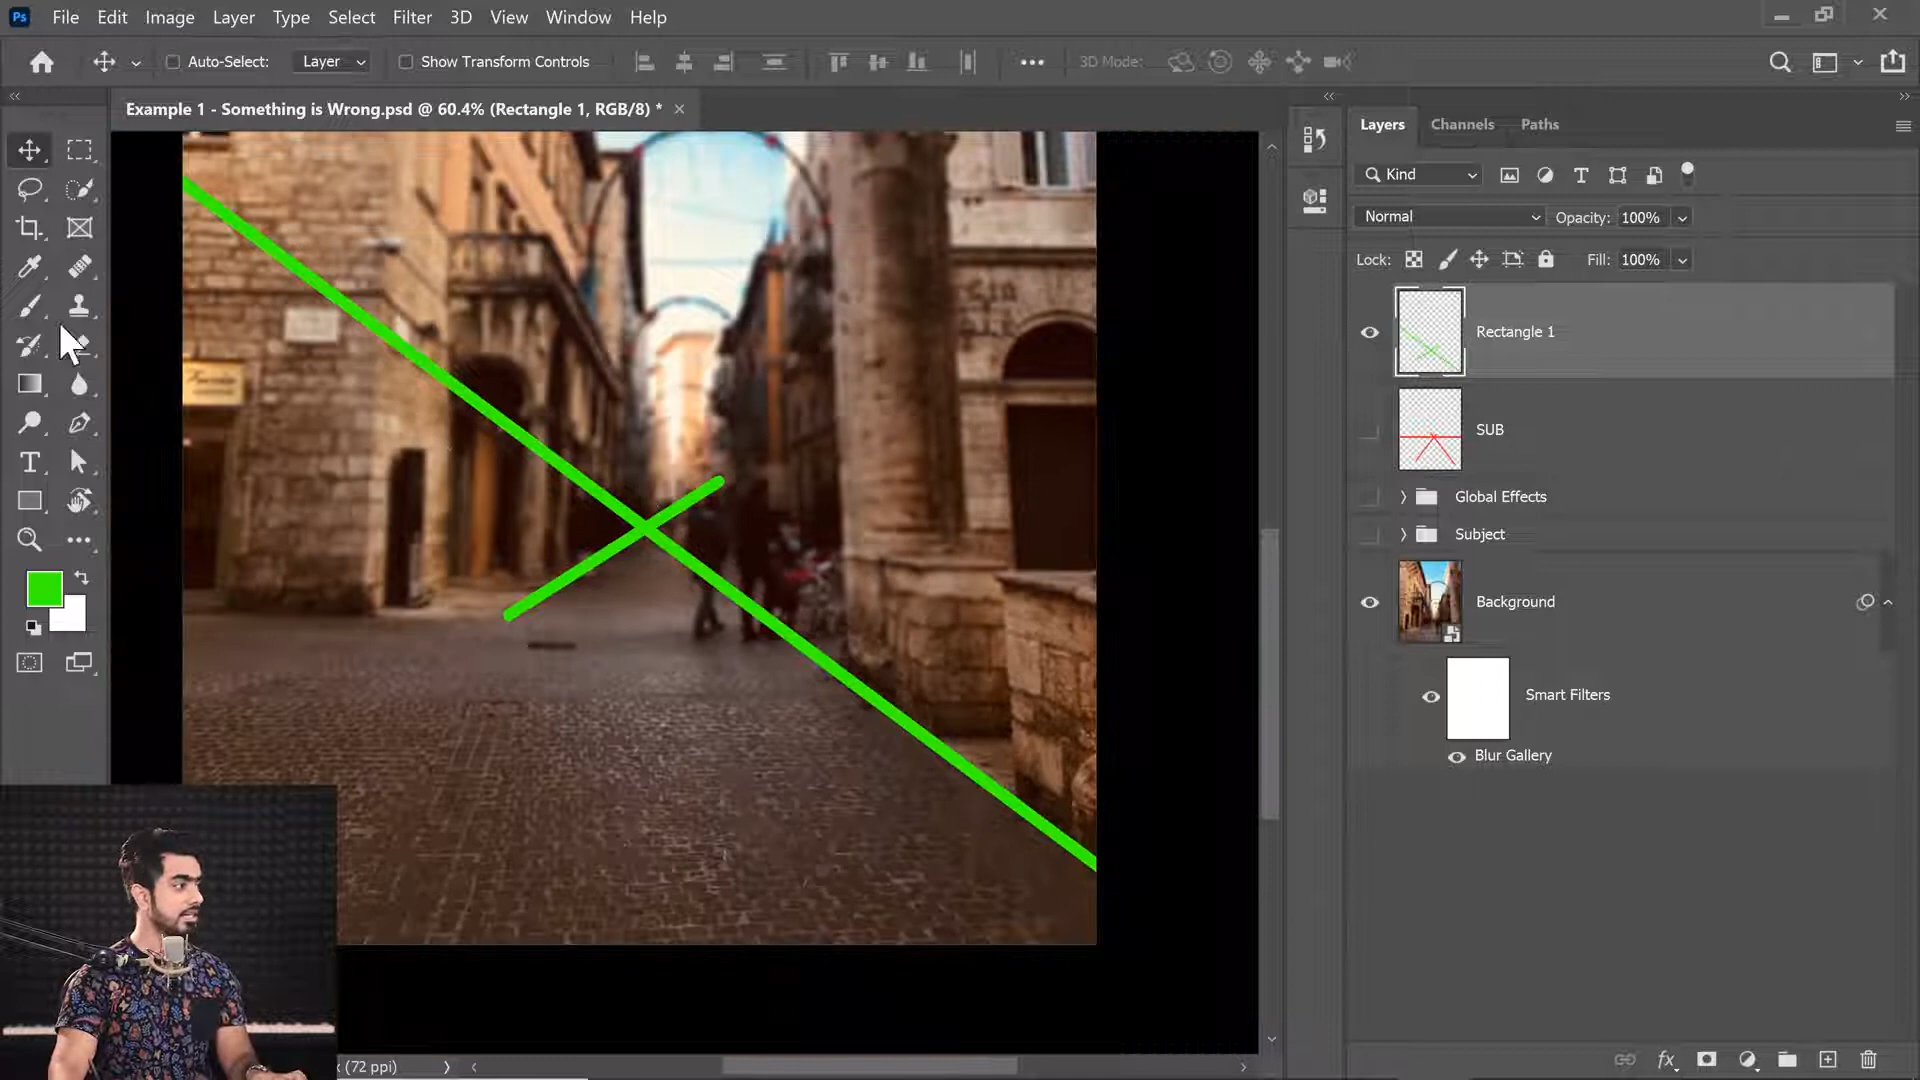 Ps File Edit Image Layer Type Select Filter 3D View Window Help
Auto-Select: Layer Show Transform Controls 3D Mode:
Example 1 - Something is Wrong.psd @ 60.4% (Rectangle 1, RGB/8) *
Layers Channels Paths
Kind
Normal Opacity: 100%
Lock: Fill: 100%
Rectangle 1
SUB
Global Effects
Subject
Background
Smart Filters
Blur Gallery
(72 ppi)
fx